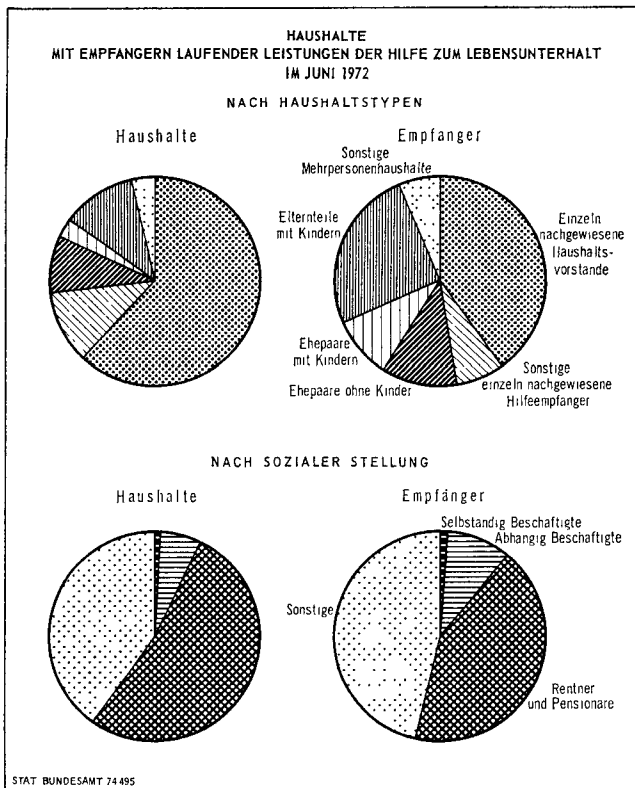 HAUSHALTE
MIT EMPFANGERN LAUFENDER LEISTUNGEN DER HILFE ZUM LEBENSUNTERHALT
IM JUNI 1972
NACH HAUSHALTSTYPEN
Haushalte
Empfanger
Sonstige
Mehrpersonenhaushalte
Elternteile
mit Kindern
Einzeln
nachgewiesene
Haushalts-
vorstande
Ehepaare
mit Kindern
Ehepaare ohne Kinder
Sonstige
einzeln nachgewiesene
Hilfeempfanger
NACH SOZIALER STELLUNG
Haushalte
Empfänger
Selbstandig Beschaftigte
Abhangig Beschaftigte
Sonstige
Rentner
und Pensionare
STAT BUNDESAMT 74 495